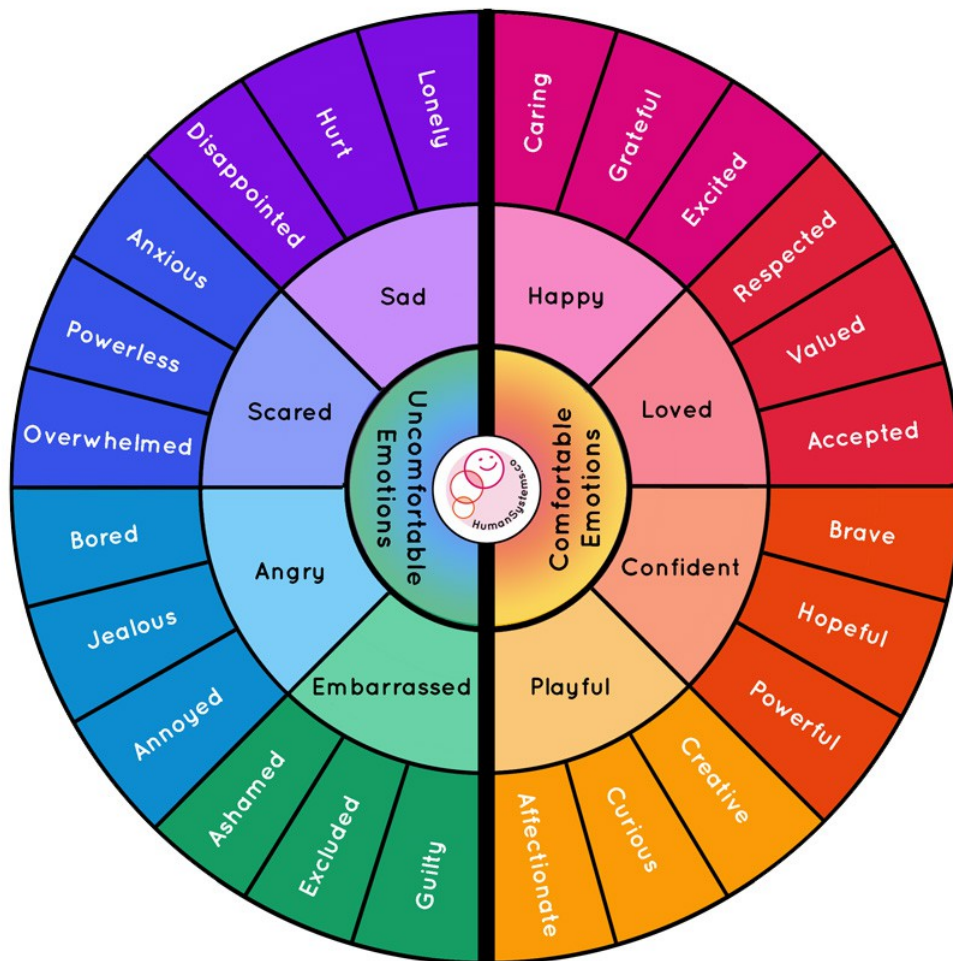 Lonely
Hurt
Disappointed
Anxious
Powerless
Overwhelmed
Bored
Jealous
Annoyed
Ashamed
Excluded
Guilty
Sad
Scared
Angry
Embarrassed
Uncomfortable
Emotions
HumanSystems.co
Comfortable
Emotions
Happy
Loved
Confident
Playful
Caring
Grateful
Excited
Respected
Valued
Accepted
Brave
Hopeful
Powerful
Creative
Curious
Affectionate